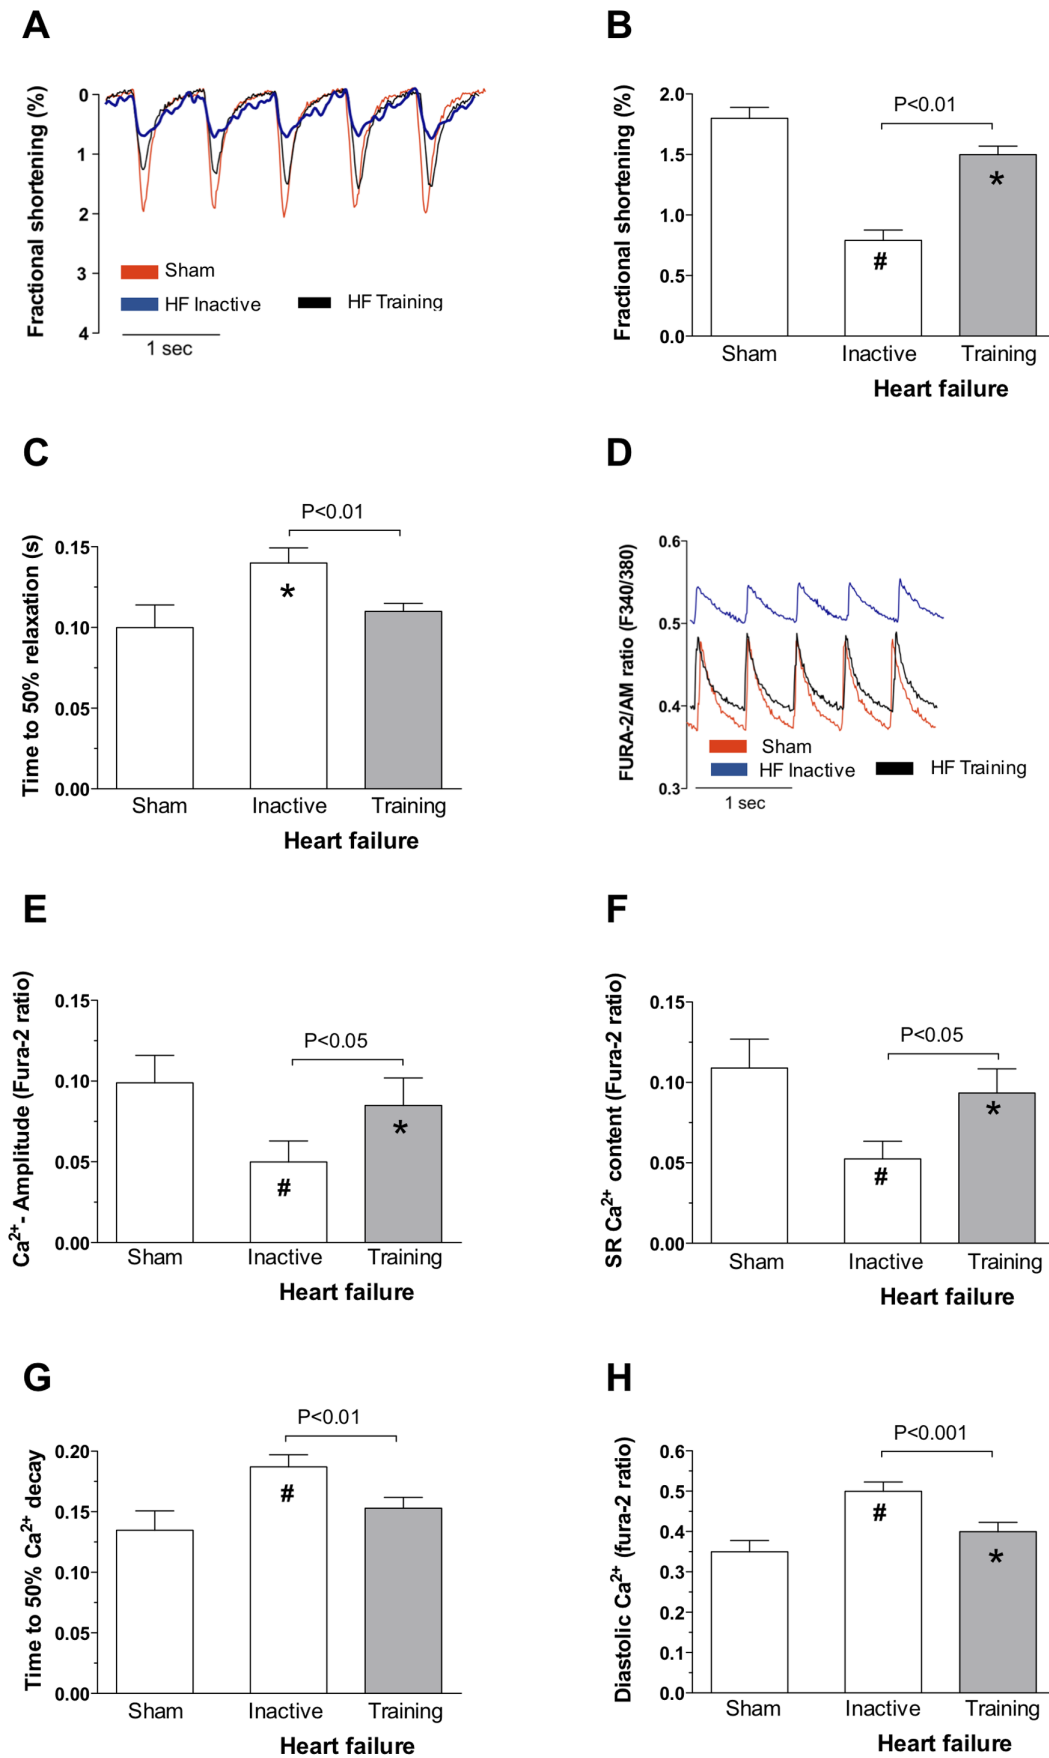 A
Fractional shortening (%)
0
1
2
3
4
Sham
HF Inactive
HF Training
1 sec
B
Fractional shortening (%)
2.0
1.5
1.0
0.5
0.0
P<0.01
#
*
Sham
Inactive
Training
Heart failure
C
Time to 50% relaxation (s)
0.15
0.10
0.05
0.00
P<0.01
*
Sham
Inactive
Training
Heart failure
D
FURA-2/AM ratio (F340/380)
0.6
0.5
0.4
0.3
Sham
HF Inactive
HF Training
1 sec
E
Ca²⁺- Amplitude (Fura-2 ratio)
0.15
0.10
0.05
0.00
P<0.05
#
*
Sham
Inactive
Training
Heart failure
F
SR Ca²⁺ content (Fura-2 ratio)
0.15
0.10
0.05
0.00
P<0.05
#
*
Sham
Inactive
Training
Heart failure
G
Time to 50% Ca²⁺ decay
0.20
0.15
0.10
0.05
0.00
P<0.01
#
Sham
Inactive
Training
Heart failure
H
Diastolic Ca²⁺ (fura-2 ratio)
0.6
0.5
0.4
0.3
0.2
0.1
0.0
P<0.001
#
*
Sham
Inactive
Training
Heart failure